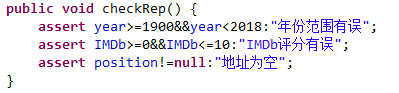 public void checkRep() {
    assert year>=1900&&year<2018:"年份范围有误";
    assert IMDb>=0&&IMDb<=10:"IMDb评分有误";
    assert position!=null:"地址为空";
}